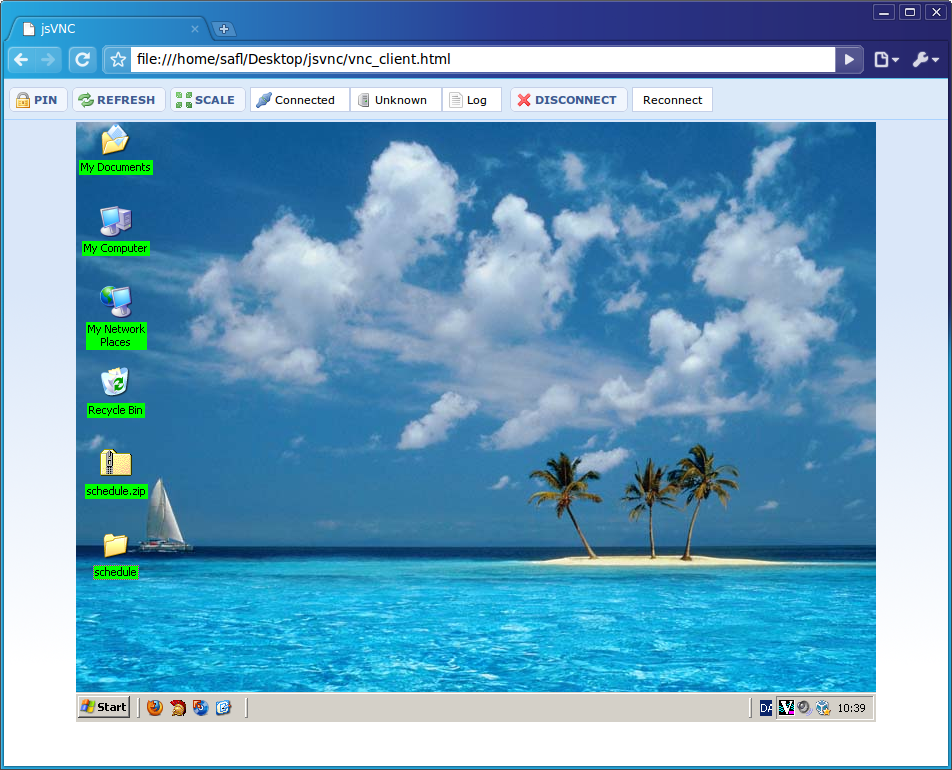 jsVNC
file:///home/safl/Desktop/jsvnc/vnc_client.html
PIN REFRESH SCALE Connected Unknown Log DISCONNECT Reconnect
My Documents
My Computer
My Network
Places
Recycle Bin
schedule.zip
schedule
Start DA 10:39